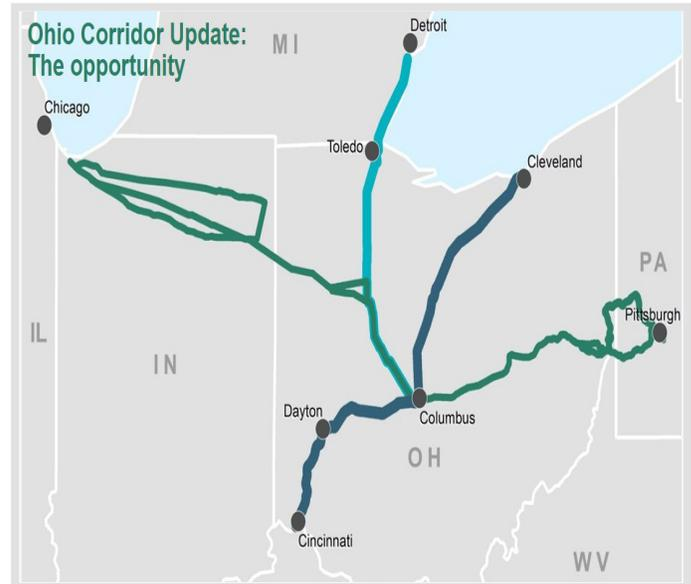 Ohio Corridor Update:
The opportunity
MI
Detroit
Chicago
Toledo
Cleveland
PA
Pittsburgh
IL
IN
Dayton
Columbus
OH
Cincinnati
WV